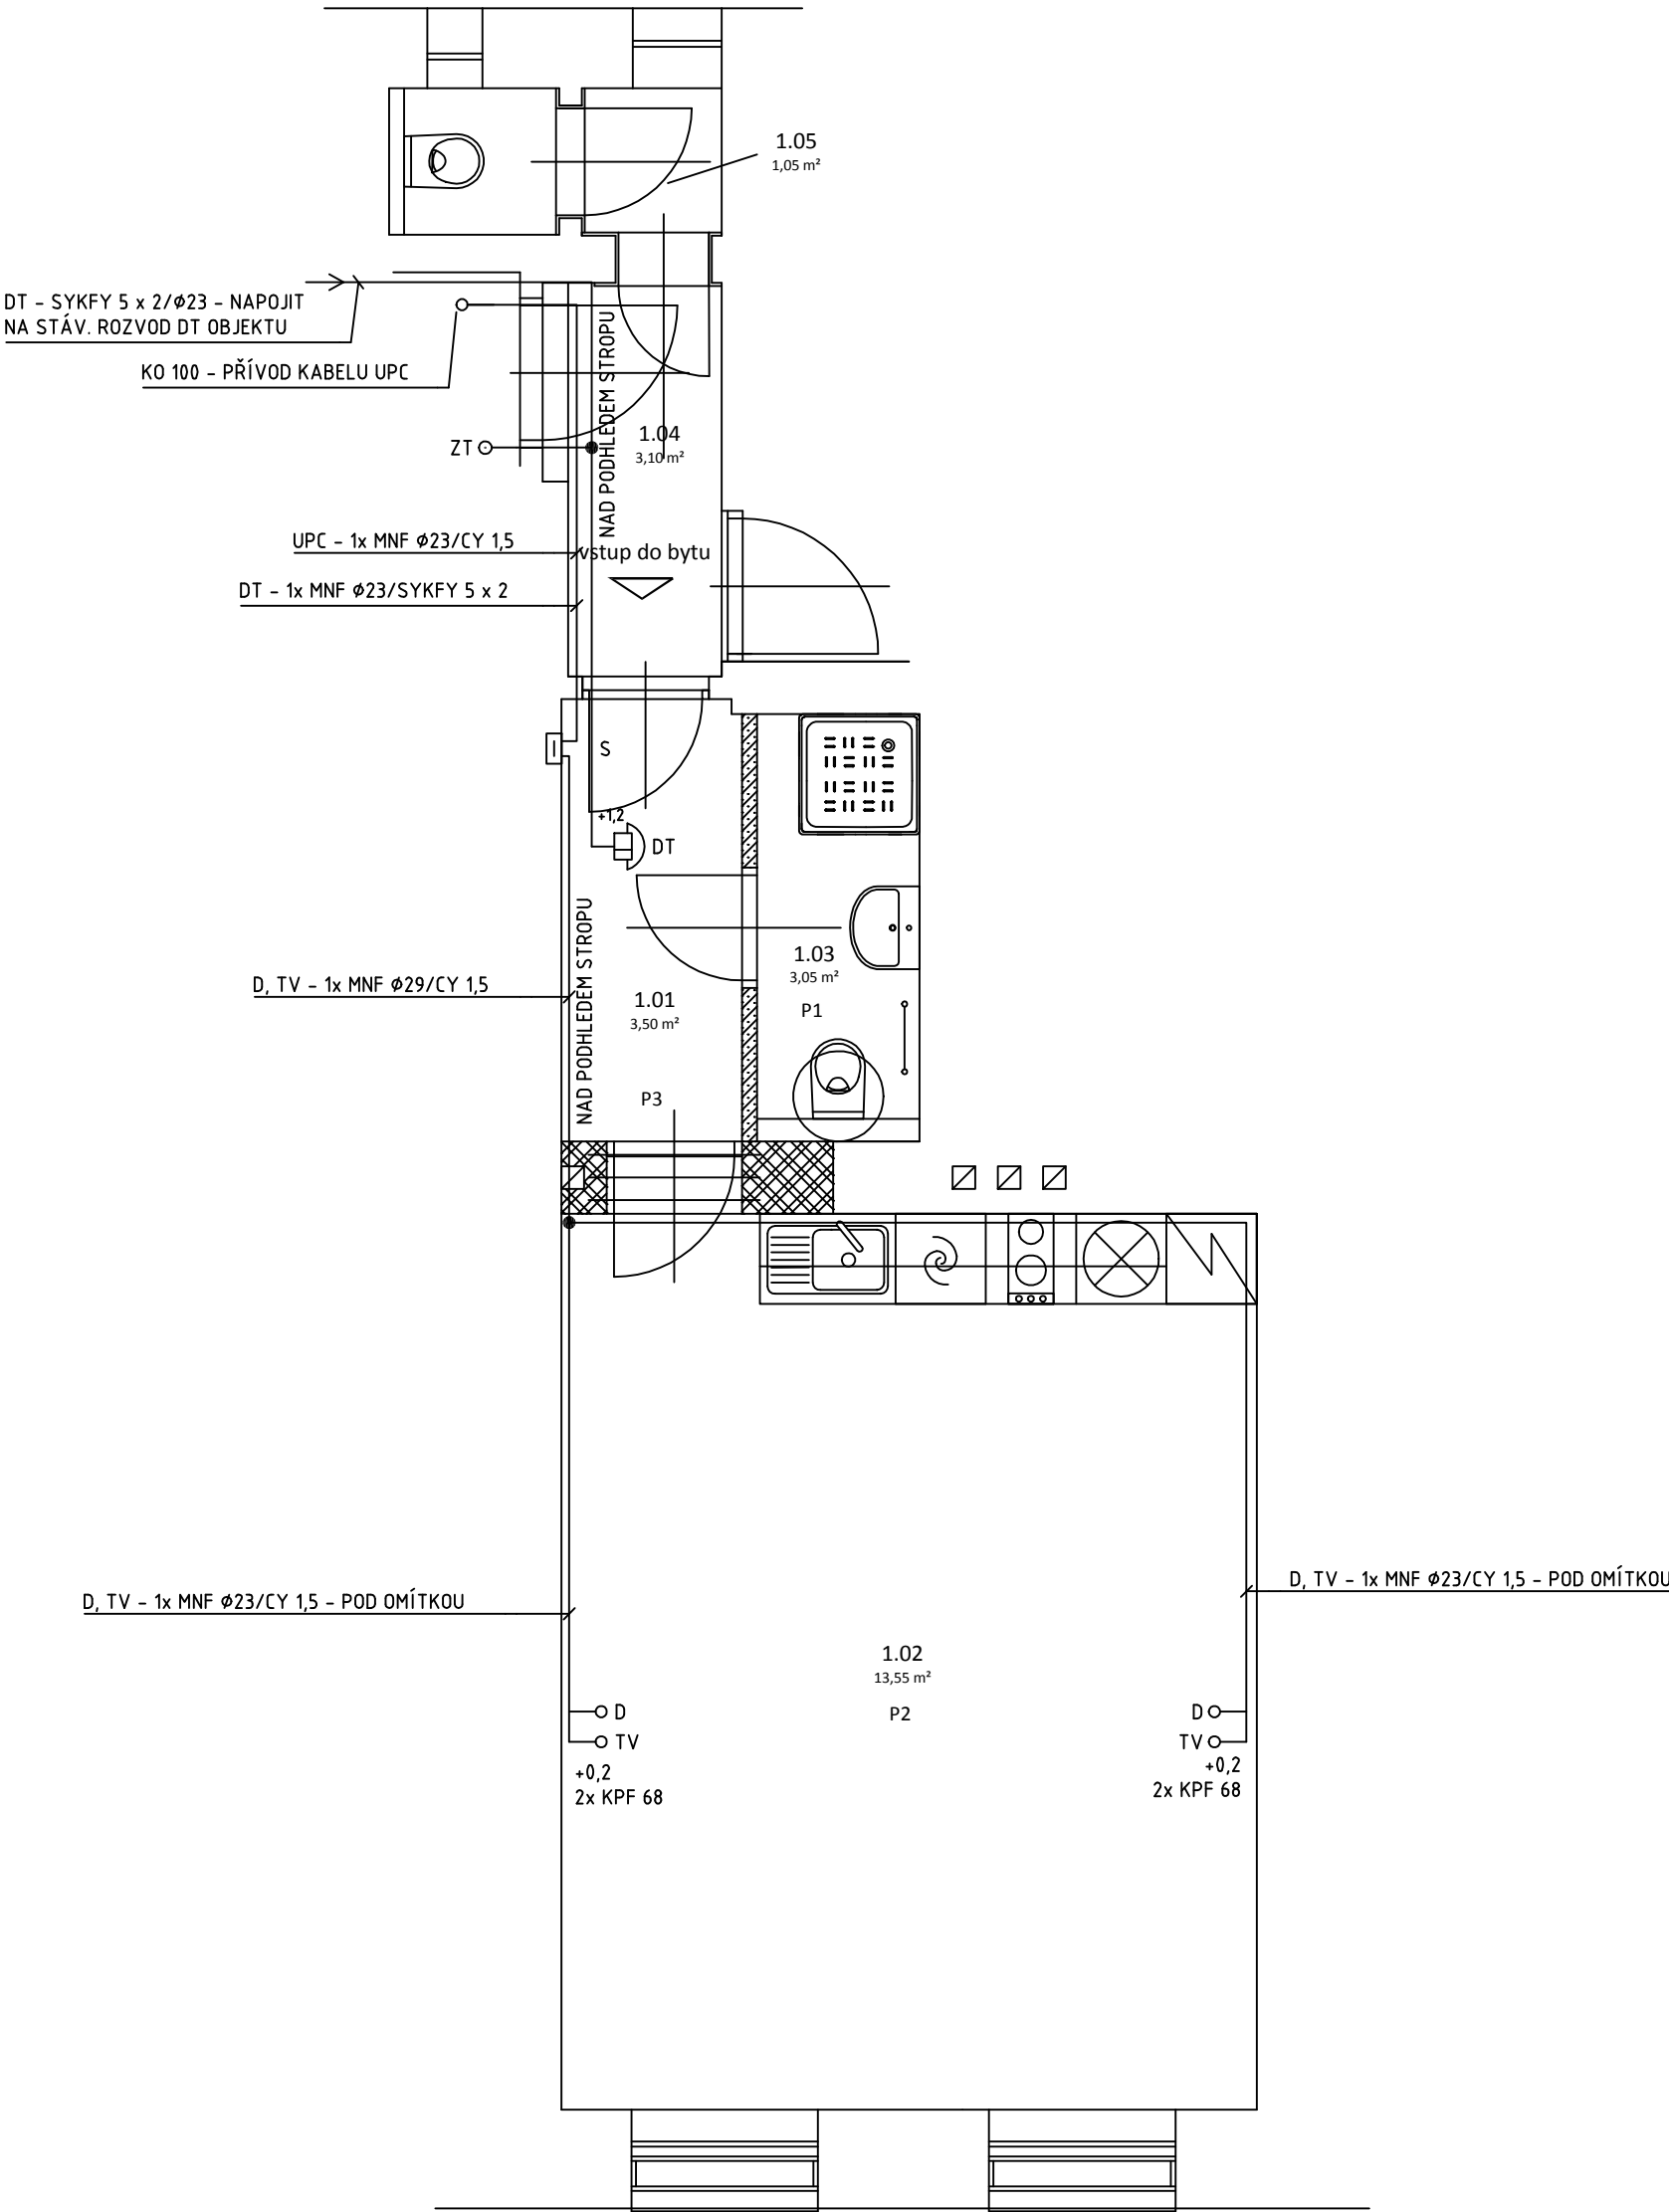 1.05
1,05 m²
DT - SYKFY 5 x 2/Ø23 - NAPOJIT
NA STÁV. ROZVOD DT OBJEKTU
KO 100 - PŘÍVOD KABELU UPC
NAD PODHLEDEM STROPU
ZT
1.04
3,10 m²
UPC - 1x MNF Ø23/CY 1,5
vstup do bytu
DT - 1x MNF Ø23/SYKFY 5 x 2
S
+1,2
DT
NAD PODHLEDEM STROPU
1.03
3,05 m²
P1
D, TV - 1x MNF Ø29/CY 1,5
1.01
3,50 m²
P3
D, TV - 1x MNF Ø23/CY 1,5 - POD OMÍTKOU
D, TV - 1x MNF Ø23/CY 1,5 - POD OMÍTKOU
1.02
13,55 m²
P2
D
TV
+0,2
2x KPF 68
D
TV
+0,2
2x KPF 68